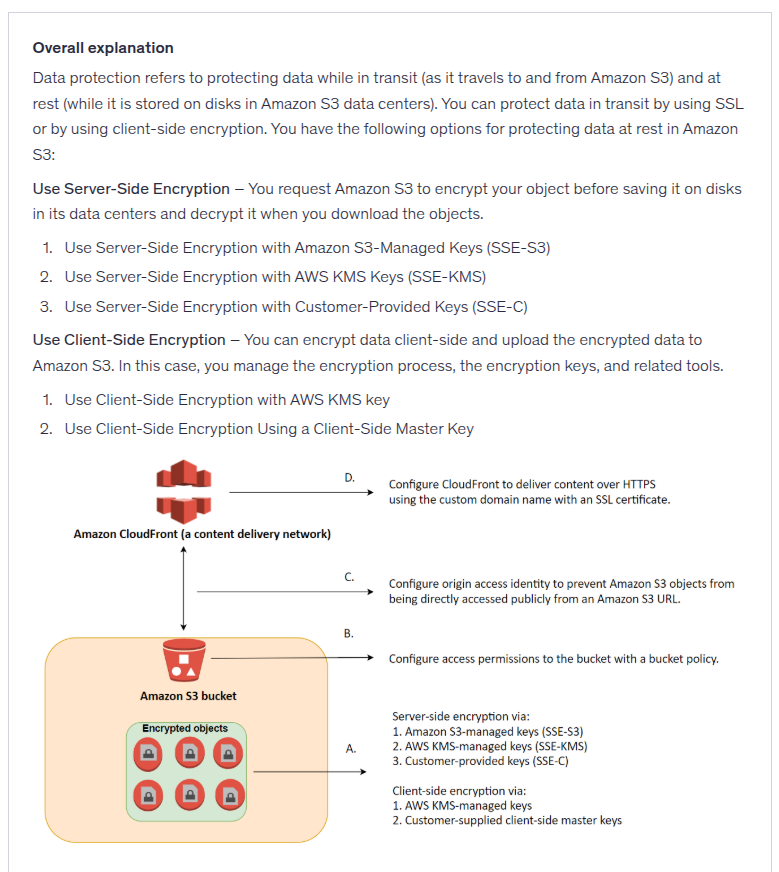 Overall explanation
Data protection refers to protecting data while in transit (as it travels to and from Amazon S3) and at
rest (while it is stored on disks in Amazon S3 data centers). You can protect data in transit by using SSL
or by using client-side encryption. You have the following options for protecting data at rest in Amazon
S3:
Use Server-Side Encryption – You request Amazon S3 to encrypt your object before saving it on disks
in its data centers and decrypt it when you download the objects.
1. Use Server-Side Encryption with Amazon S3-Managed Keys (SSE-S3)
2. Use Server-Side Encryption with AWS KMS Keys (SSE-KMS)
3. Use Server-Side Encryption with Customer-Provided Keys (SSE-C)
Use Client-Side Encryption – You can encrypt data client-side and upload the encrypted data to
Amazon S3. In this case, you manage the encryption process, the encryption keys, and related tools.
1. Use Client-Side Encryption with AWS KMS key
2. Use Client-Side Encryption Using a Client-Side Master Key
D.
Configure CloudFront to deliver content over HTTPS
using the custom domain name with an SSL certificate.
Amazon CloudFront (a content delivery network)
C.
Configure origin access identity to prevent Amazon S3 objects from
being directly accessed publicly from an Amazon S3 URL.
B.
Configure access permissions to the bucket with a bucket policy.
Amazon S3 bucket
Encrypted objects
A.
Server-side encryption via:
1. Amazon S3-managed keys (SSE-S3)
2. AWS KMS-managed keys (SSE-KMS)
3. Customer-provided keys (SSE-C)
Client-side encryption via:
1. AWS KMS-managed keys
2. Customer-supplied client-side master keys